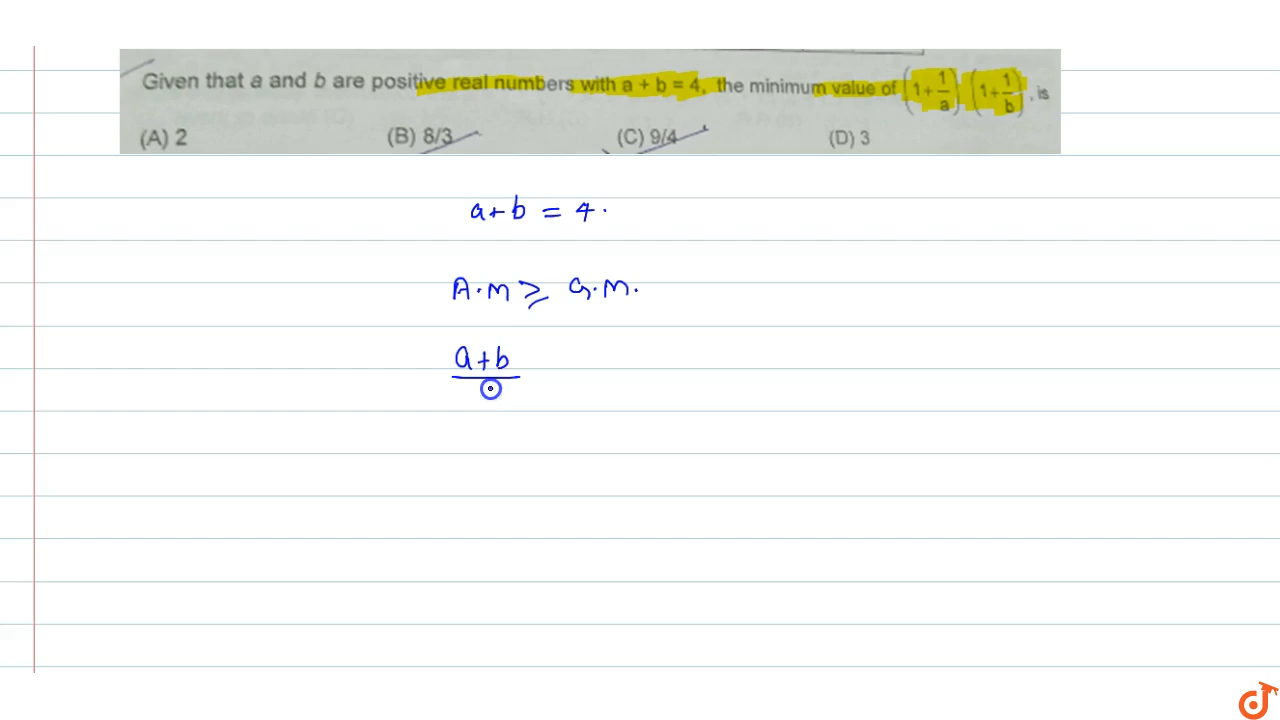 Given that a and b are positive real numbers with a + b = 4, the minimum value of (1+1/a) (1+1/b), is
(A) 2 (B) 8/3 (C) 9/4 (D) 3
a+b = 4.
A.M ≥ G.M.
a+b